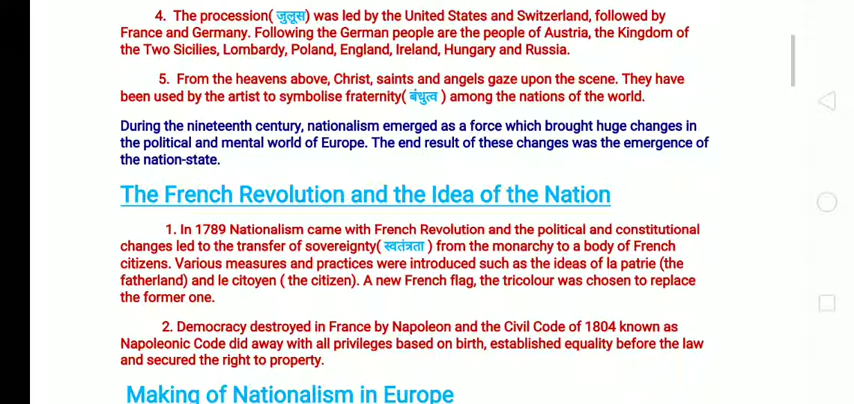 4. The procession( जुलूस) was led by the United States and Switzerland, followed by
France and Germany. Following the German people are the people of Austria, the Kingdom of
the Two Sicilies, Lombardy, Poland, England, Ireland, Hungary and Russia.
5. From the heavens above, Christ, saints and angels gaze upon the scene. They have
been used by the artist to symbolise fraternity( बंधुत्व ) among the nations of the world.
During the nineteenth century, nationalism emerged as a force which brought huge changes in
the political and mental world of Europe. The end result of these changes was the emergence of
the nation-state.
The French Revolution and the Idea of the Nation
1. In 1789 Nationalism came with French Revolution and the political and constitutional
changes led to the transfer of sovereignty( स्वतंत्रता ) from the monarchy to a body of French
citizens. Various measures and practices were introduced such as the ideas of la patrie (the
fatherland) and le citoyen ( the citizen). A new French flag, the tricolour was chosen to replace
the former one.
2. Democracy destroyed in France by Napoleon and the Civil Code of 1804 known as
Napoleonic Code did away with all privileges based on birth, established equality before the law
and secured the right to property.
Making of Nationalism in Europe